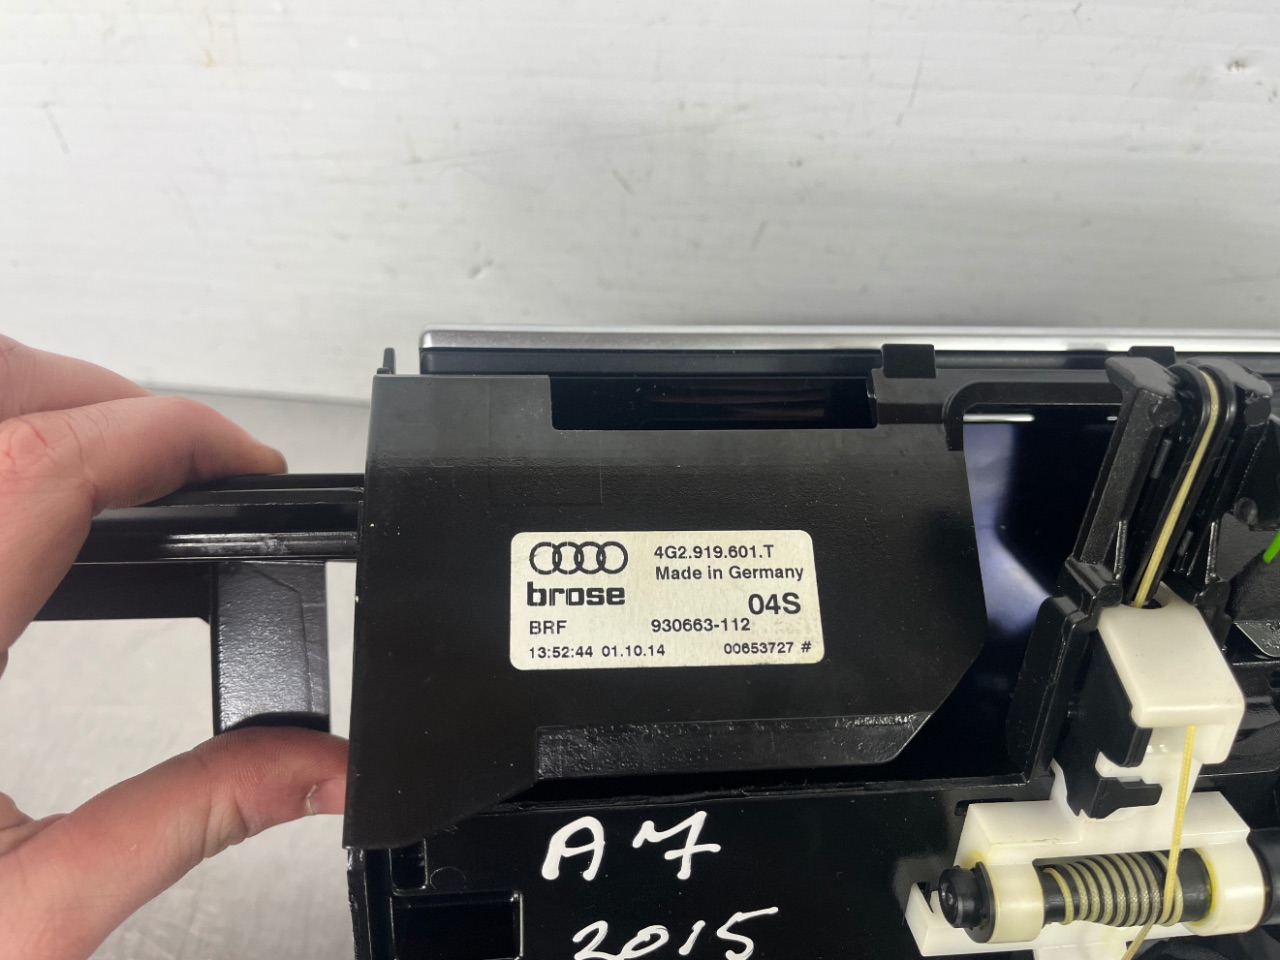 4G2.919.601.T
Made in Germany
brose
04S
BRF 930663-112
13:52:44 01.10.14 00653727 #
A7
2015